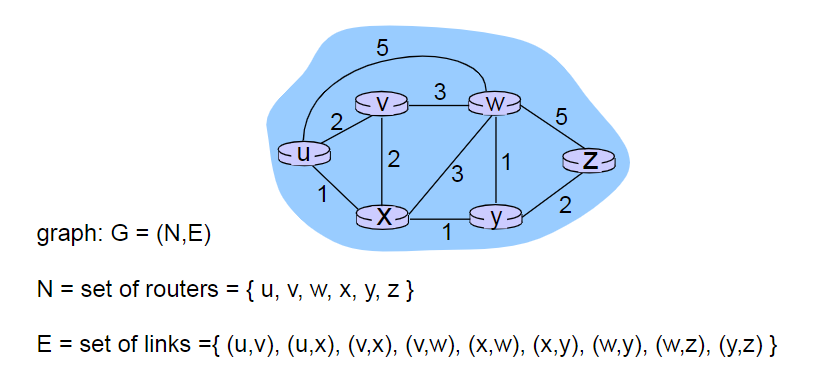 5
v 3 w
2 5
u 2 3 1 z
1
x 1 y 2
graph: G = (N,E)
N = set of routers = { u, v, w, x, y, z }
E = set of links ={ (u,v), (u,x), (v,x), (v,w), (x,w), (x,y), (w,y), (w,z), (y,z) }